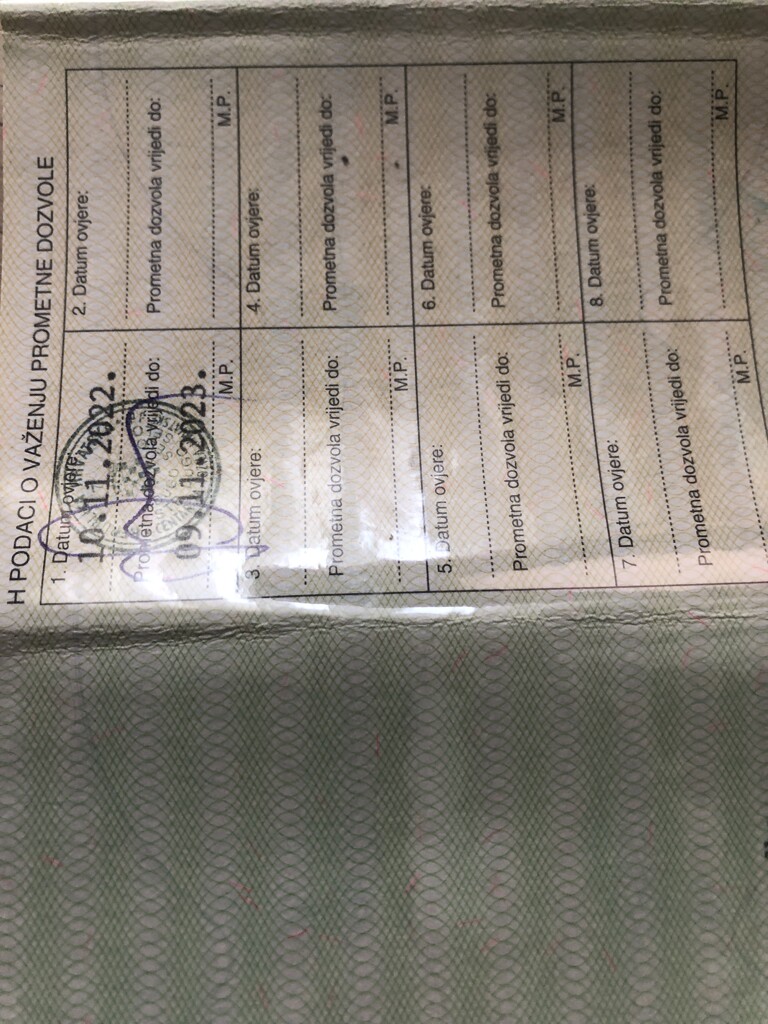 H PODACI O VAŽENJU PROMETNE DOZVOLE
1. Datum ovjere:
10.11.2022.
Prometna dozvola vrijedi do:
09.11.2023.
M.P.
2. Datum ovjere:
Prometna dozvola vrijedi do:
M.P.
3. Datum ovjere:
Prometna dozvola vrijedi do:
M.P.
4. Datum ovjere:
Prometna dozvola vrijedi do:
M.P.
5. Datum ovjere:
Prometna dozvola vrijedi do:
M.P.
6. Datum ovjere:
Prometna dozvola vrijedi do:
M.P.
7. Datum ovjere:
Prometna dozvola vrijedi do:
M.P.
8. Datum ovjere:
Prometna dozvola vrijedi do:
M.P.